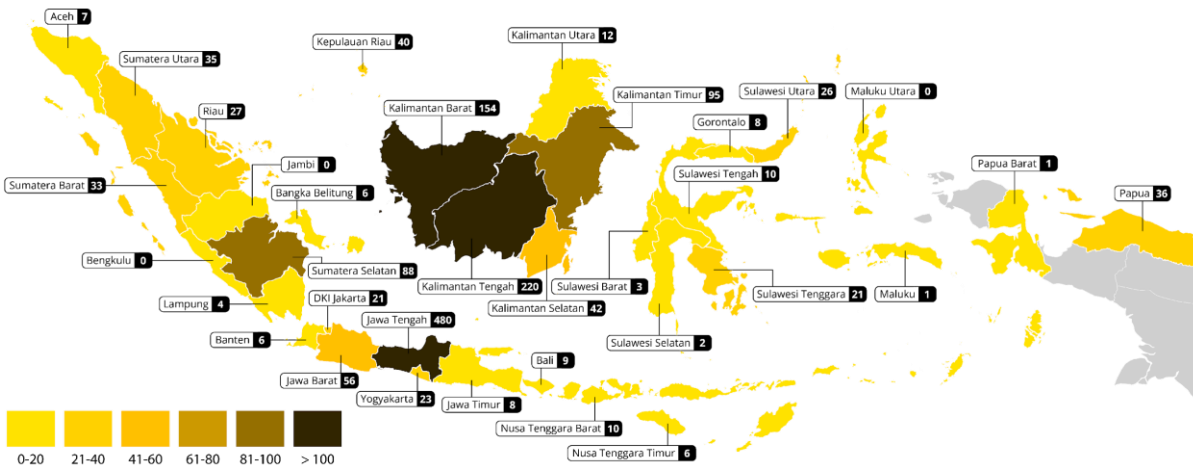 Aceh 7
Sumatera Utara 35
Kepulauan Riau 40
Kalimantan Utara 12
Riau 27
Kalimantan Barat 154
Kalimantan Timur 95
Sulawesi Utara 26
Maluku Utara 0
Gorontalo 8
Jambi 0
Sumatera Barat 33
Bangka Belitung 6
Sulawesi Tengah 10
Papua Barat 1
Papua 36
Bengkulu 0
Sumatera Selatan 88
Kalimantan Tengah 220
Sulawesi Barat 3
Sulawesi Tenggara 21
Maluku 1
Lampung 4
DKI Jakarta 21
Kalimantan Selatan 42
Jawa Tengah 480
Banten 6
Sulawesi Selatan 2
Bali 9
Jawa Barat 56
Yogyakarta 23
Jawa Timur 8
Nusa Tenggara Barat 10
Nusa Tenggara Timur 6
0-20 21-40 41-60 61-80 81-100 > 100